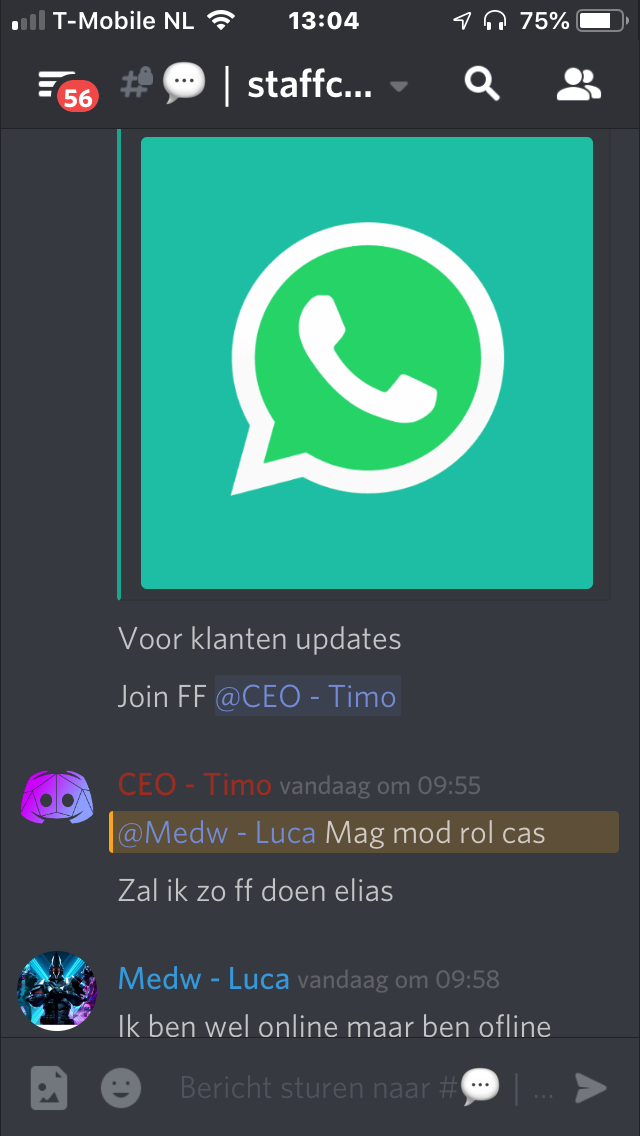 T-Mobile NL 13:04 75%
56 # 💬 | staffc...
Voor klanten updates
Join FF @CEO - Timo
CEO - Timo vandaag om 09:55
@Medw - Luca Mag mod rol cas
Zal ik zo ff doen elias
Medw - Luca vandaag om 09:58
Ik ben wel online maar ben ofline
Bericht sturen naar #💬 | ...